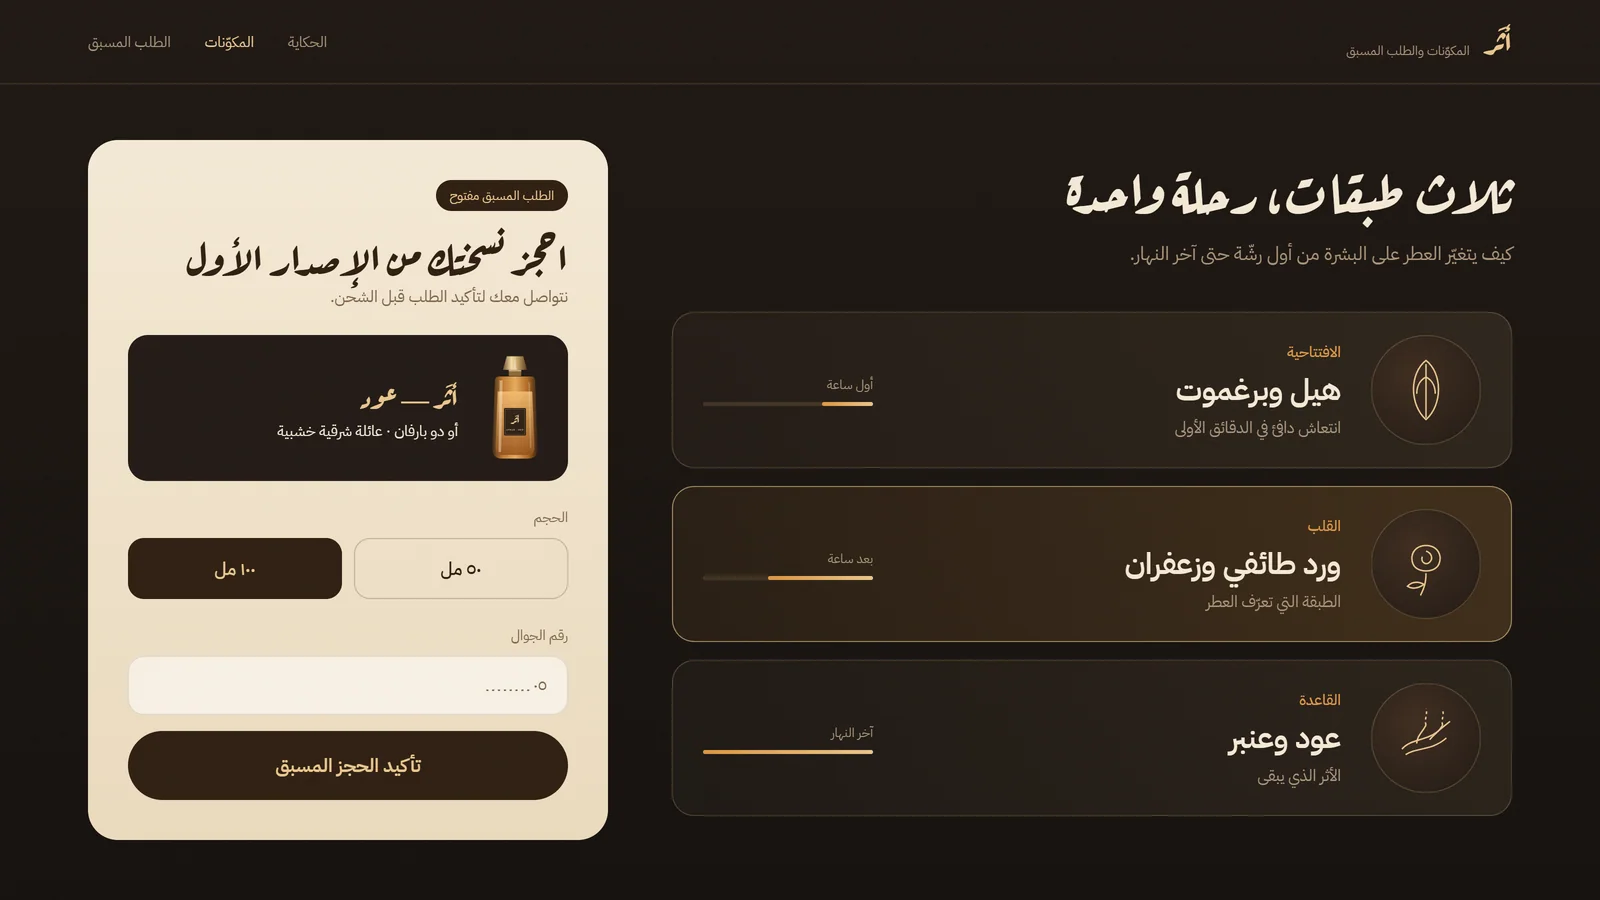 أثَر
المكوّنات والطلب المسبق
الحكاية
المكوّنات
الطلب المسبق
ثلاث طبقات، رحلة واحدة
كيف يتغيّر العطر على البشرة من أول رشّة حتى آخر النهار.
الافتتاحية
هيل وبرغموت
انتعاش دافئ في الدقائق الأولى
أول ساعة
القلب
ورد طائفي وزعفران
الطبقة التي تعرّف العطر
بعد ساعة
القاعدة
عود وعنبر
الأثر الذي يبقى
آخر النهار
الطلب المسبق مفتوح
احجز نسختك من الإصدار الأول
نتواصل معك لتأكيد الطلب قبل الشحن.
أثَر
أثَر — عود
أو دو بارفان · عائلة شرقية خشبية
الحجم
٥٠ مل
١٠٠ مل
رقم الجوال
٠٥........
تأكيد الحجز المسبق